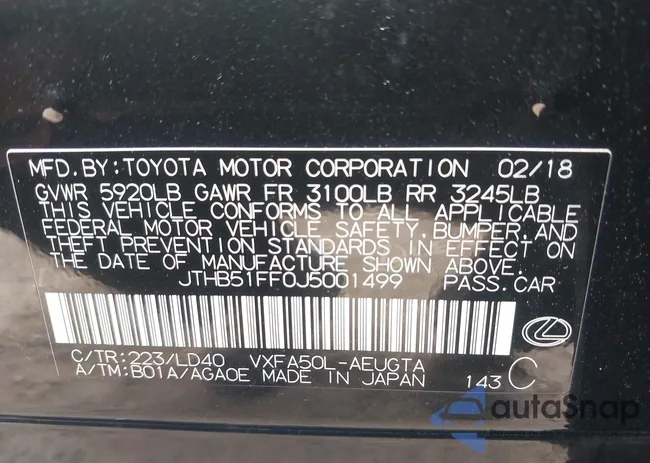 MFD.BY:TOYOTA MOTOR CORPORATION 02/18
GVWR 5920LB GAWR FR 3100LB RR 3245LB
THIS VEHICLE CONFORMS TO ALL APPLICABLE
FEDERAL MOTOR VEHICLE SAFETY,BUMPER,AND
THEFT PREVENTION STANDARDS IN EFFECT ON
THE DATE OF MANUFACTURE SHOWN ABOVE.
JTHB51FF0J5001499 PASS.CAR
C/TR:223/LD40 VXFA50L-AEUGTA
A/TM:B01A/AGA0E MADE IN JAPAN 143 C
autoSnap